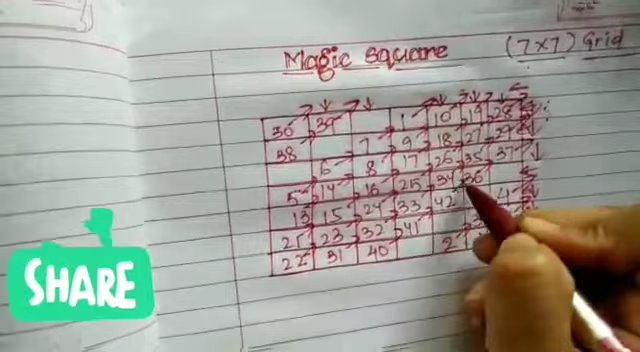 Magic square (7x7) Grid
30 39 1 10 19 28
38 7 9 18 27 29
6 8 17 26 35 37
5 14 16 25 34 36
13 15 24 33 42 4
21 23 32 41
22 31 40 2
SHARE